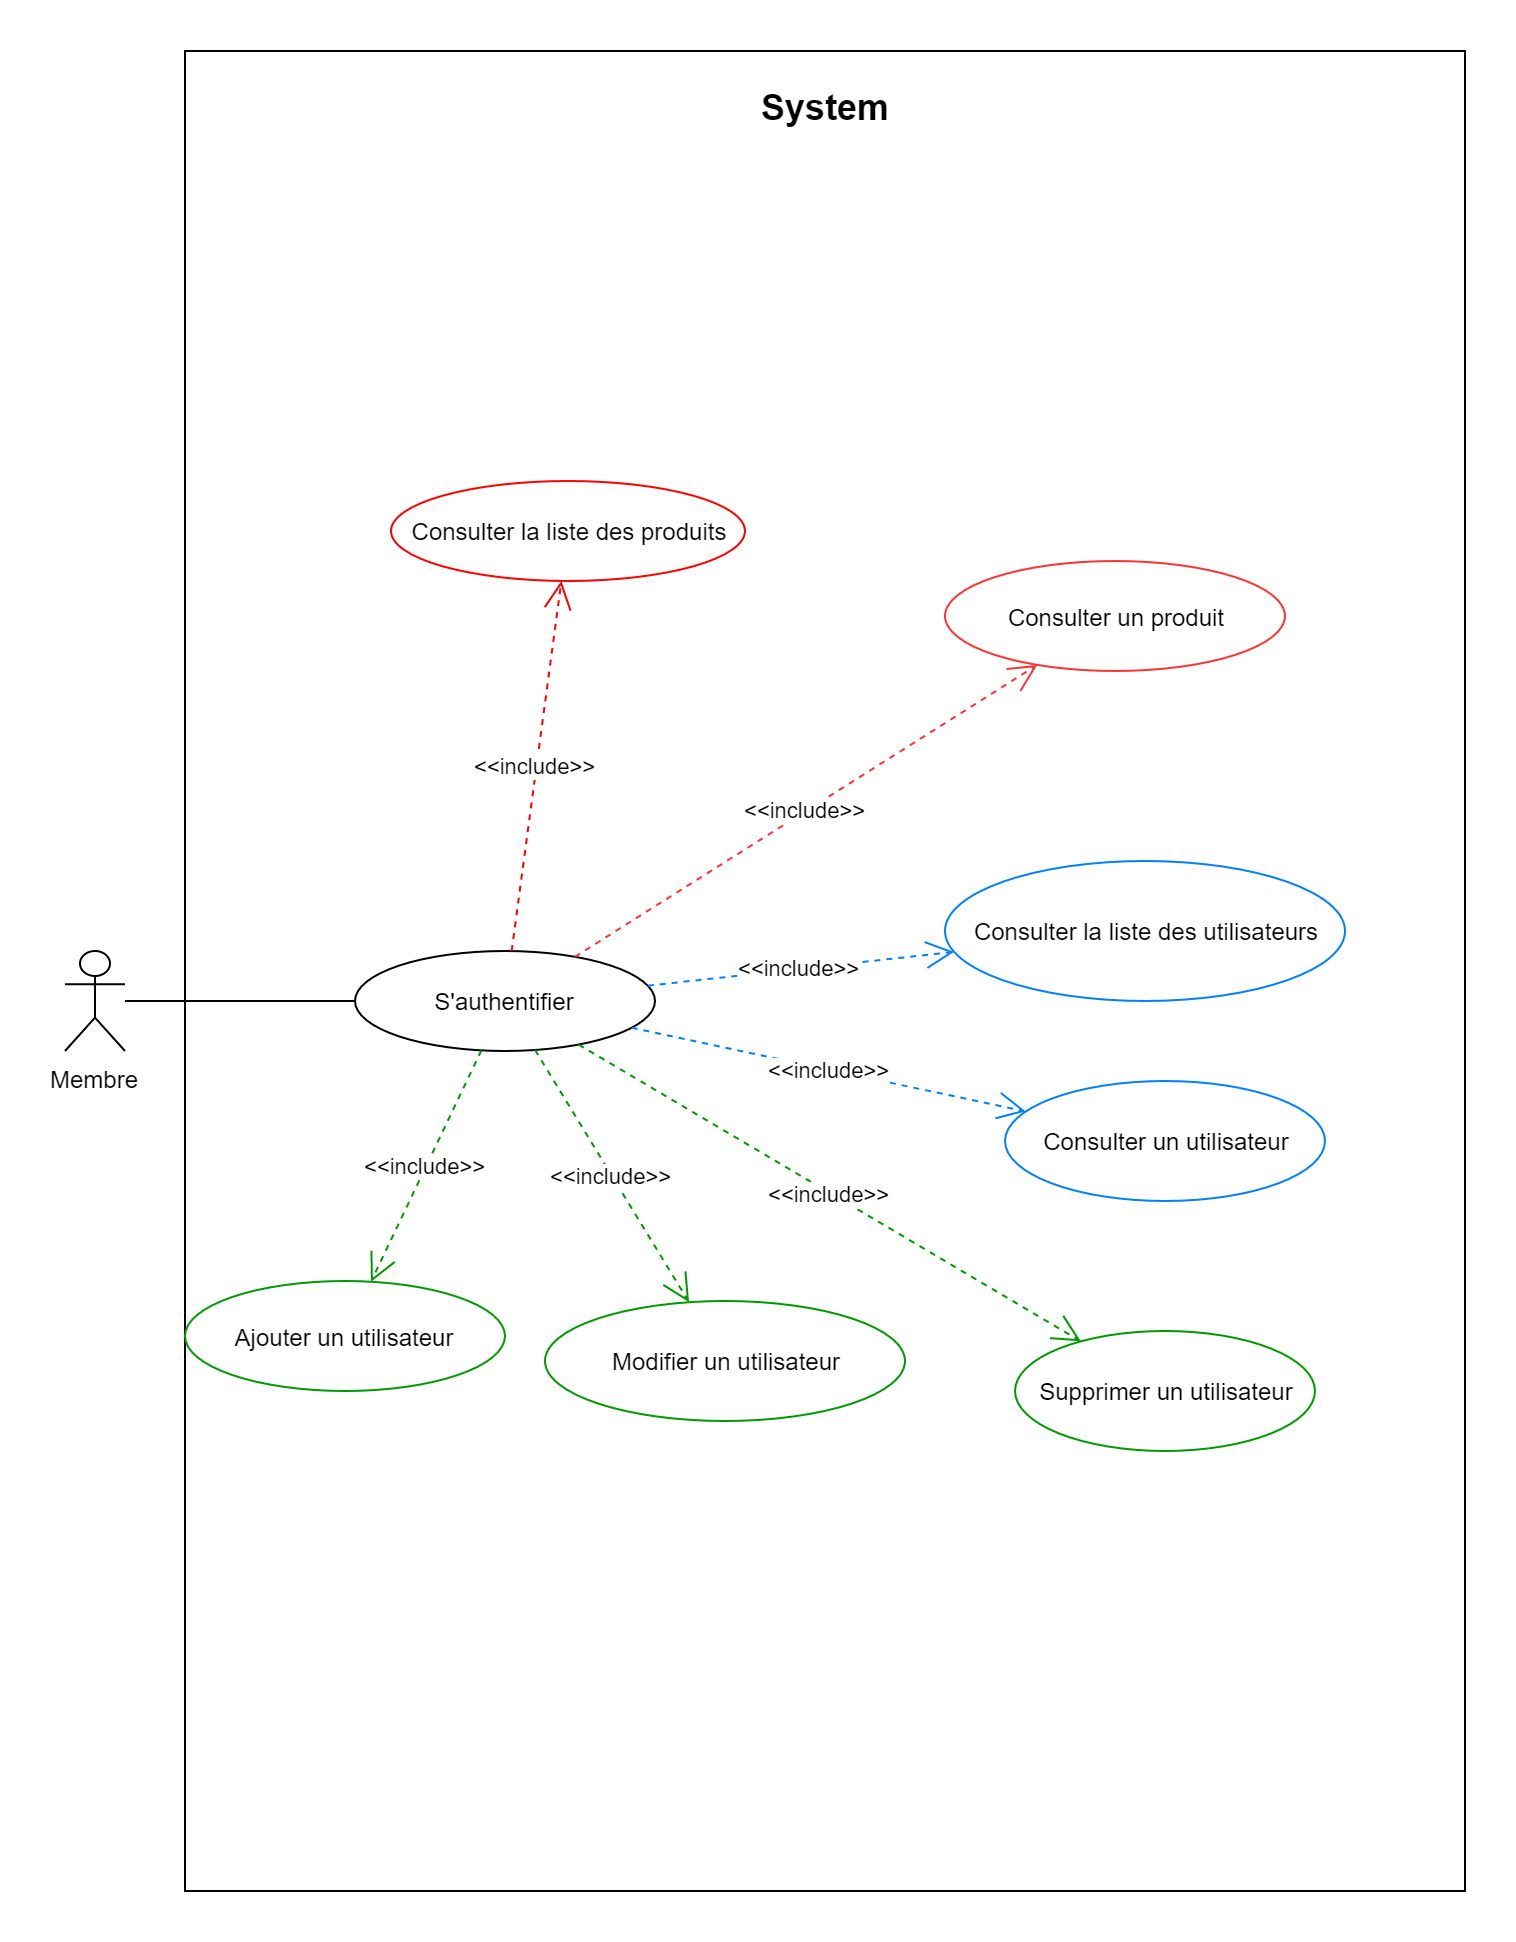 System
Consulter la liste des produits
Consulter un produit
<<include>>
<<include>>
Consulter la liste des utilisateurs
<<include>>
S'authentifier
Membre
<<include>>
Consulter un utilisateur
<<include>>
<<include>>
<<include>>
Ajouter un utilisateur
Modifier un utilisateur
Supprimer un utilisateur